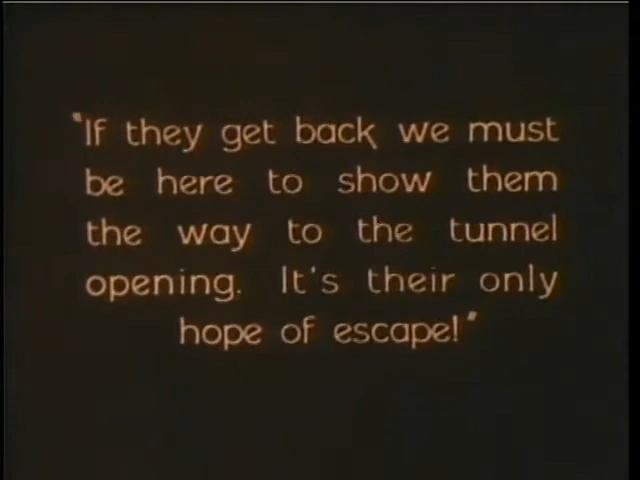 "If they get back we must
be here to show them
the way to the tunnel
opening. It's their only
hope of escape!"